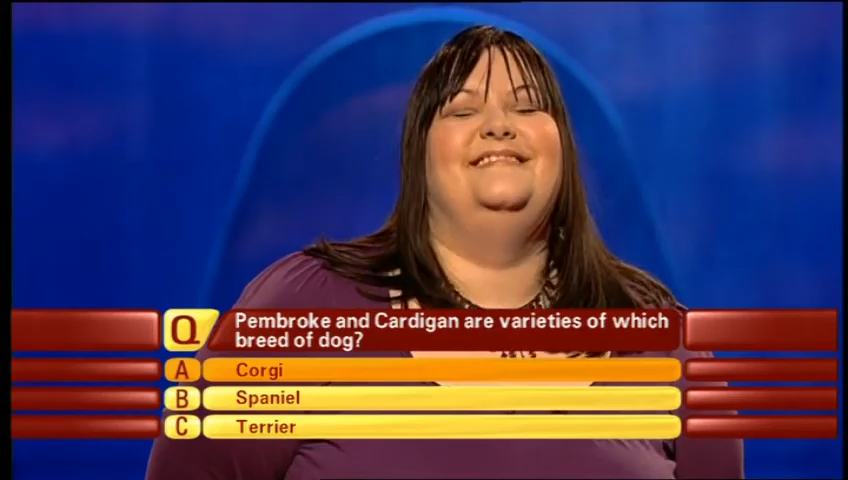 Q Pembroke and Cardigan are varieties of which
breed of dog?
A Corgi
B Spaniel
C Terrier